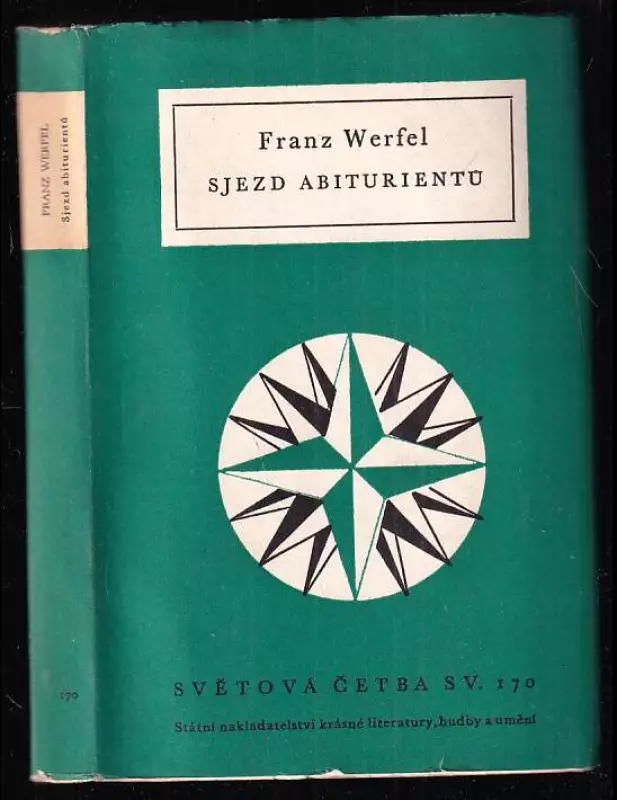 FRANZ WERFEL
Sjezd abiturientů
170
Franz Werfel
SJEZD ABITURIENTŮ
SVĚTOVÁ ČETBA SV. 170
Státní nakladatelství krásné literatury, hudby a umění